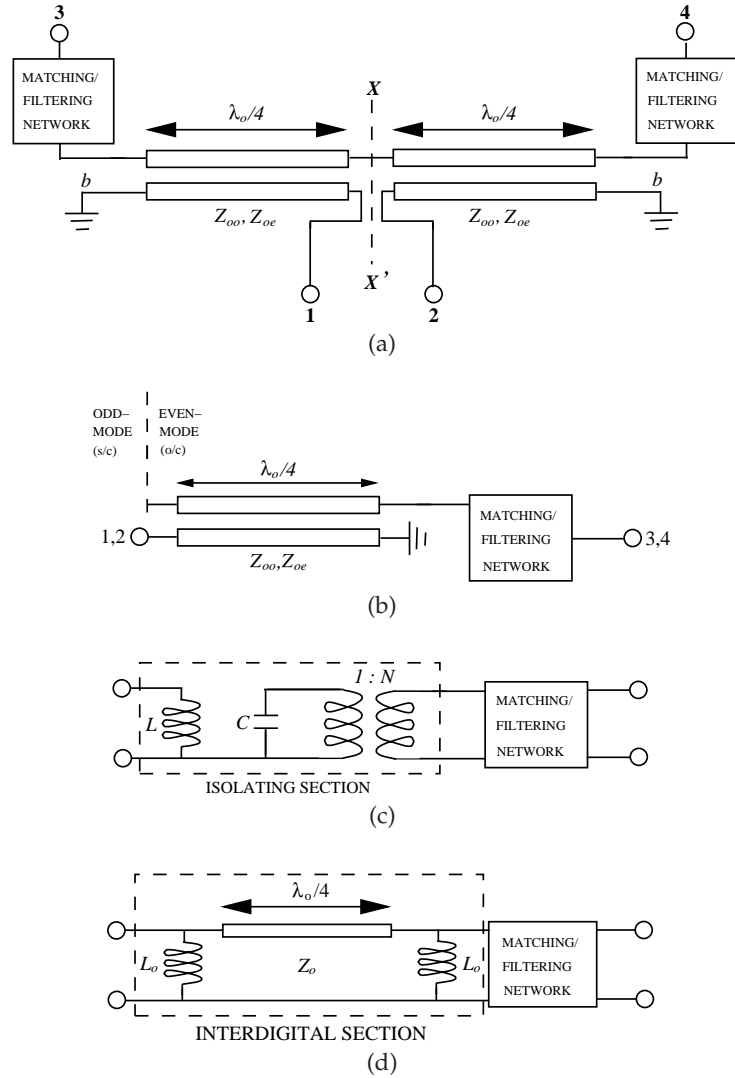 3
4
MATCHING/
FILTERING
NETWORK
MATCHING/
FILTERING
NETWORK
X
λo/4
λo/4
b
b
Zoo, Zoe
Zoo, Zoe
X'
1
2
(a)
ODD–
MODE
(s/c)
EVEN–
MODE
(o/c)
λo/4
1,2
MATCHING/
FILTERING
NETWORK
3,4
Zoo,Zoe
(b)
1 : N
L
C
MATCHING/
FILTERING
NETWORK
ISOLATING SECTION
(c)
λo/4
Lo
Zo
Lo
MATCHING/
FILTERING
NETWORK
INTERDIGITAL SECTION
(d)